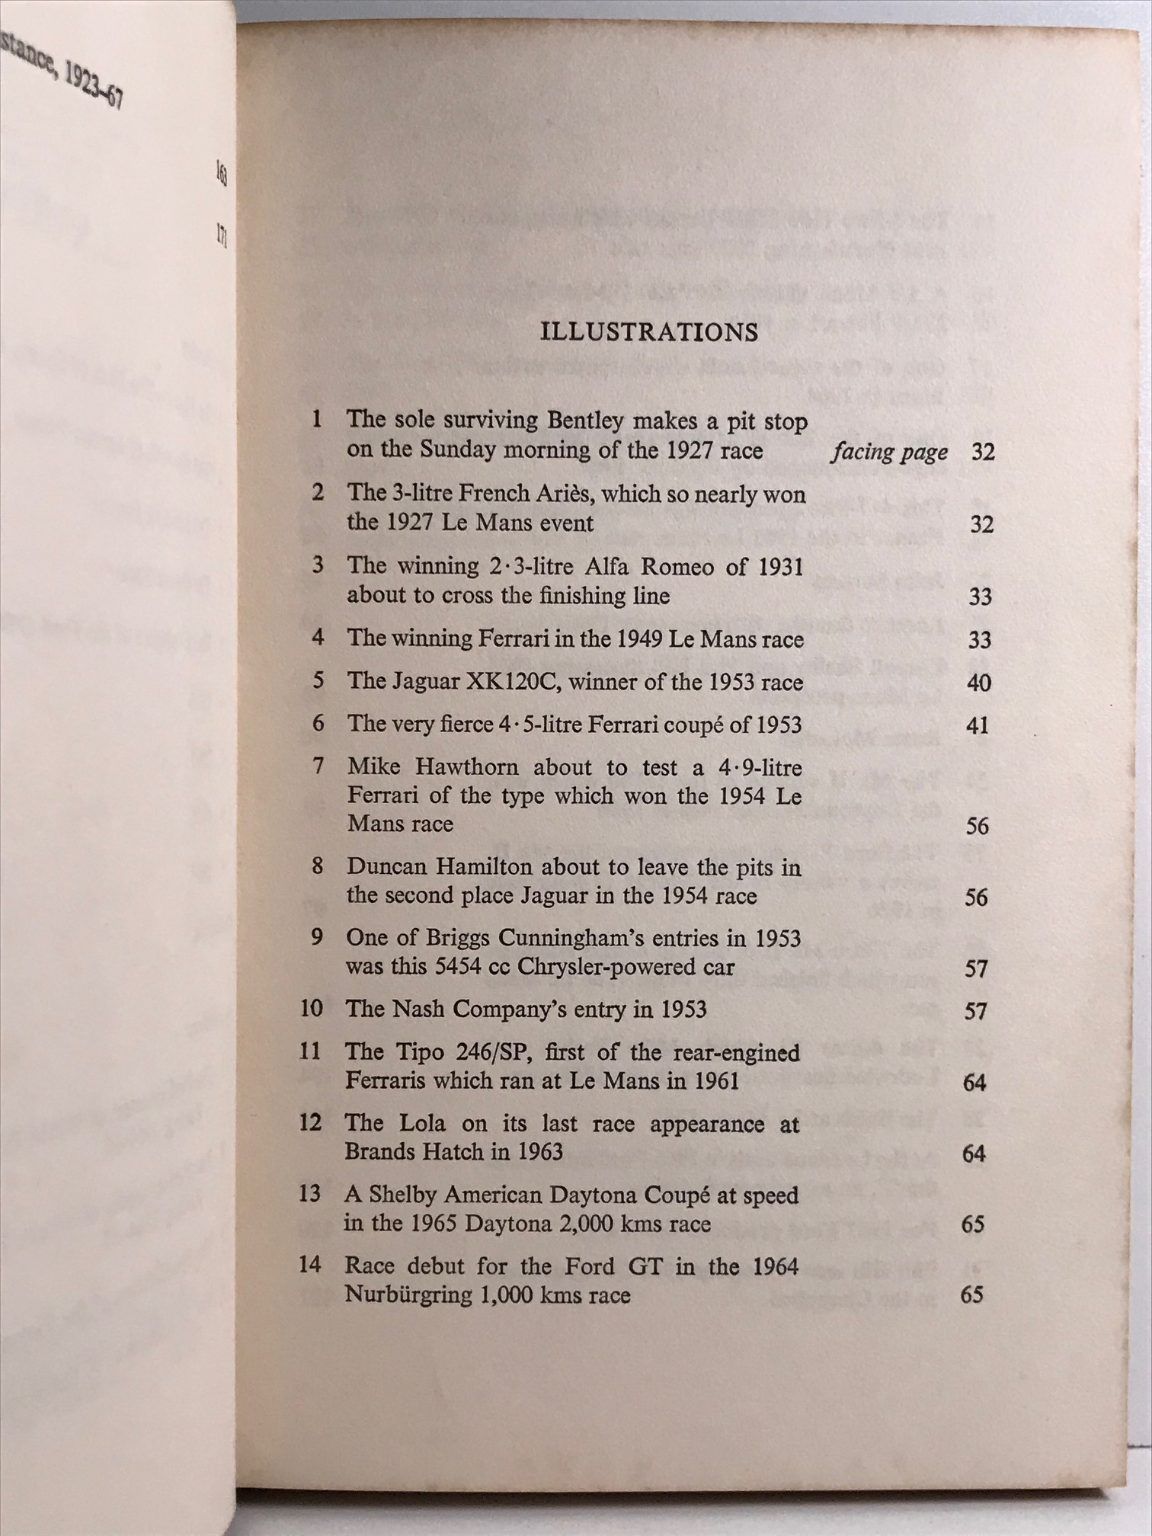 stance, 1923–67
163
171
ILLUSTRATIONS
1 The sole surviving Bentley makes a pit stop
on the Sunday morning of the 1927 race facing page 32
2 The 3-litre French Ariès, which so nearly won
the 1927 Le Mans event 32
3 The winning 2·3-litre Alfa Romeo of 1931
about to cross the finishing line 33
4 The winning Ferrari in the 1949 Le Mans race 33
5 The Jaguar XK120C, winner of the 1953 race 40
6 The very fierce 4·5-litre Ferrari coupé of 1953 41
7 Mike Hawthorn about to test a 4·9-litre
Ferrari of the type which won the 1954 Le
Mans race 56
8 Duncan Hamilton about to leave the pits in
the second place Jaguar in the 1954 race 56
9 One of Briggs Cunningham's entries in 1953
was this 5454 cc Chrysler-powered car 57
10 The Nash Company's entry in 1953 57
11 The Tipo 246/SP, first of the rear-engined
Ferraris which ran at Le Mans in 1961 64
12 The Lola on its last race appearance at
Brands Hatch in 1963 64
13 A Shelby American Daytona Coupé at speed
in the 1965 Daytona 2,000 kms race 65
14 Race debut for the Ford GT in the 1964
Nurbürgring 1,000 kms race 65